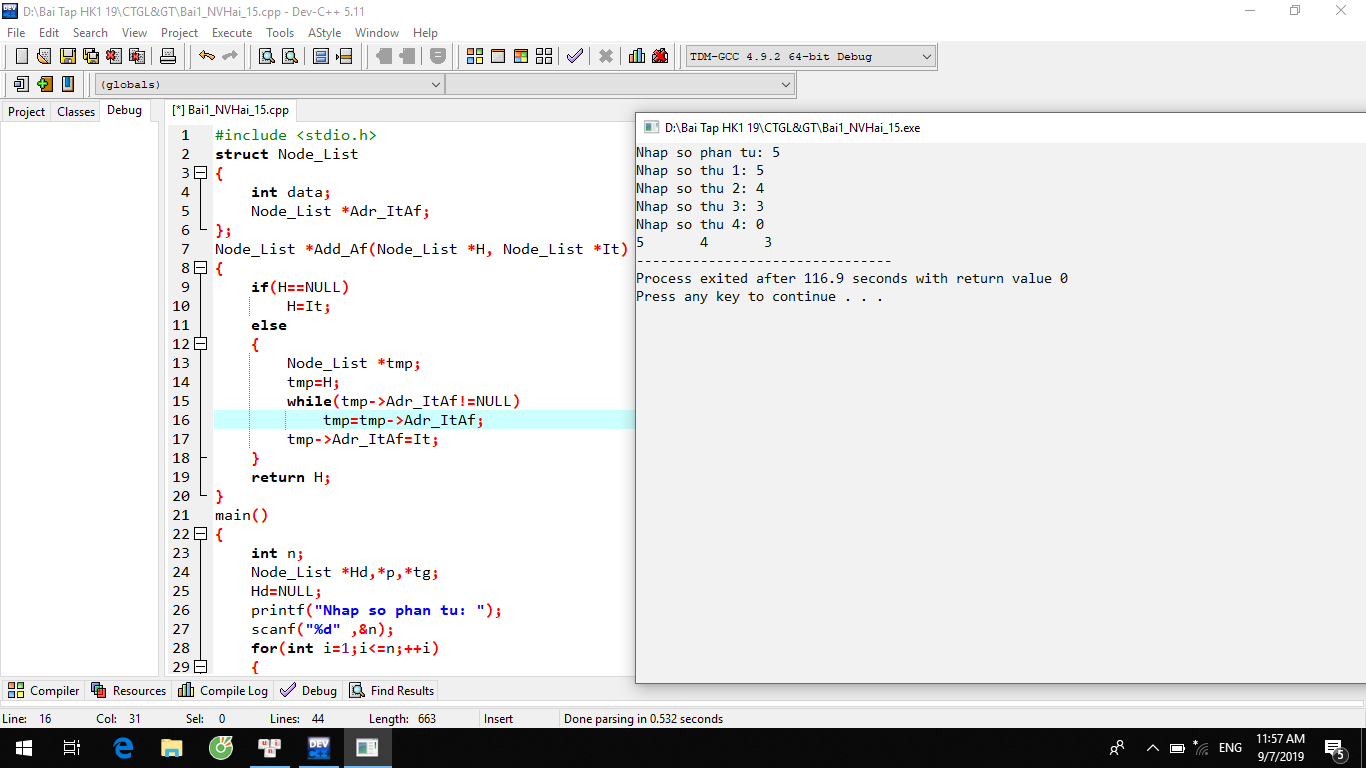 D:\Bai Tap HK1 19\CTGL&GT\Bai1_NVHai_15.cpp - Dev-C++ 5.11
File Edit Search View Project Execute Tools AStyle Window Help
TDM-GCC 4.9.2 64-bit Debug
(globals)
Project Classes Debug
[*] Bai1_NVHai_15.cpp
1 #include <stdio.h>
2 struct Node_List
3 {
4 int data;
5 Node_List *Adr_ItAf;
6 };
7 Node_List *Add_Af(Node_List *H, Node_List *It)
8 {
9 if(H==NULL)
10 H=It;
11 else
12 {
13 Node_List *tmp;
14 tmp=H;
15 while(tmp->Adr_ItAf!=NULL)
16 tmp=tmp->Adr_ItAf;
17 tmp->Adr_ItAf=It;
18 }
19 return H;
20 }
21 main()
22 {
23 int n;
24 Node_List *Hd,*p,*tg;
25 Hd=NULL;
26 printf("Nhap so phan tu: ");
27 scanf("%d" ,&n);
28 for(int i=1;i<=n;++i)
29 {
D:\Bai Tap HK1 19\CTGL&GT\Bai1_NVHai_15.exe
Nhap so phan tu: 5
Nhap so thu 1: 5
Nhap so thu 2: 4
Nhap so thu 3: 3
Nhap so thu 4: 0
5 4 3
--------------------------------
Process exited after 116.9 seconds with return value 0
Press any key to continue . . .
Compiler Resources Compile Log Debug Find Results
Line: 16 Col: 31 Sel: 0 Lines: 44 Length: 663 Insert Done parsing in 0.532 seconds
DEV
ENG
11:57 AM
9/7/2019
5